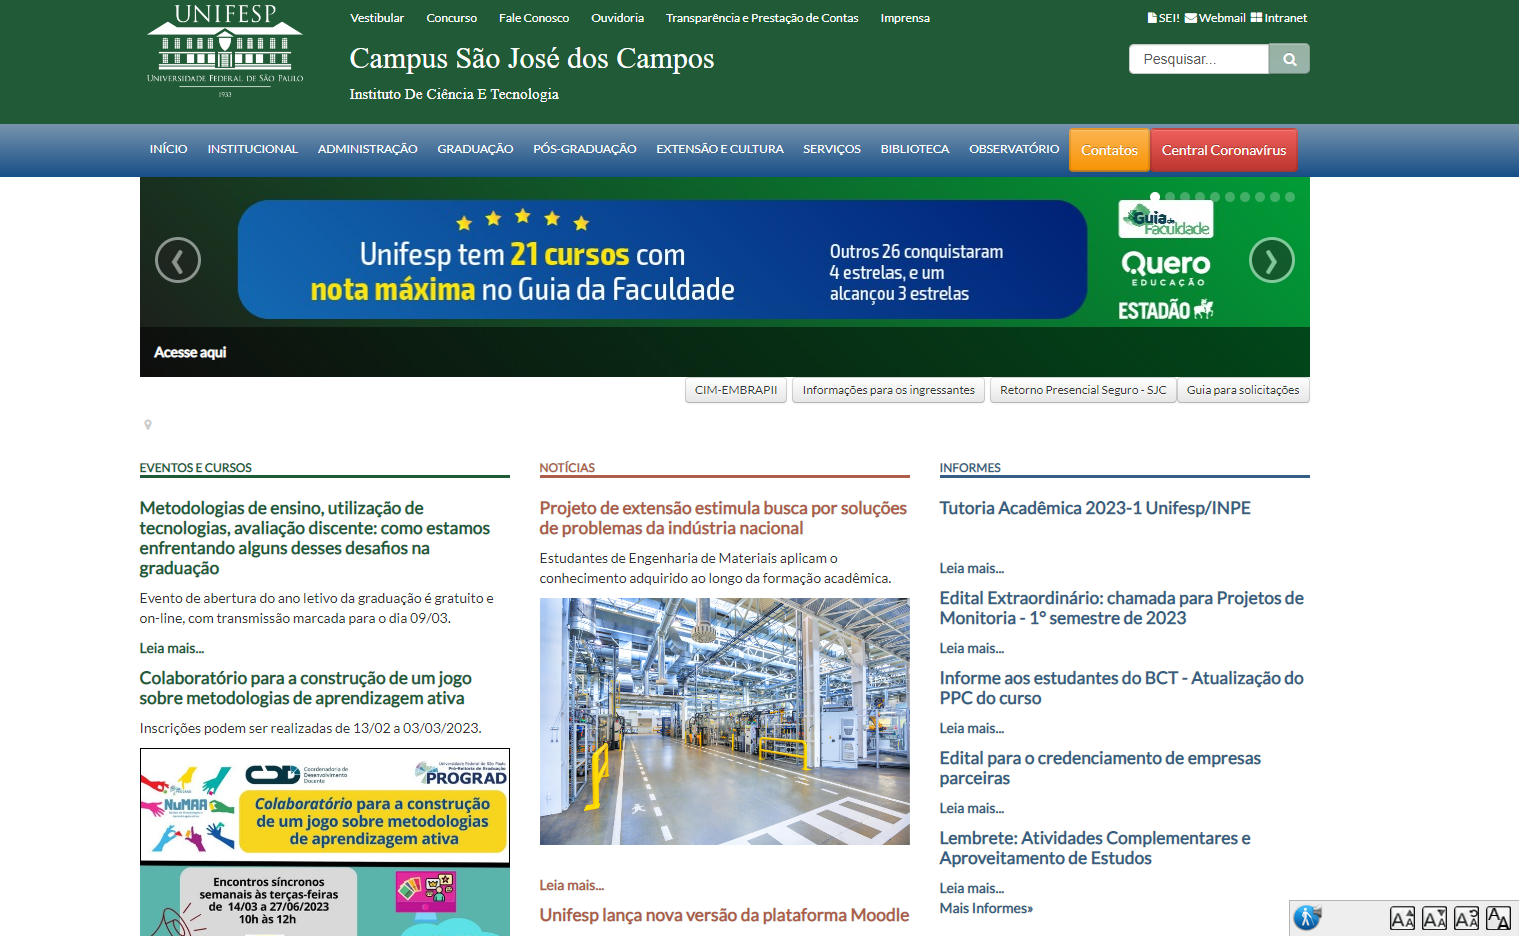 UNIFESP
UNIVERSIDADE FEDERAL DE SÃO PAULO
1933
Vestibular Concurso Fale Conosco Ouvidoria Transparência e Prestação de Contas Imprensa
SEI! Webmail Intranet
Campus São José dos Campos
Instituto De Ciência E Tecnologia
Pesquisar...
INÍCIO INSTITUCIONAL ADMINISTRAÇÃO GRADUAÇÃO PÓS-GRADUAÇÃO EXTENSÃO E CULTURA SERVIÇOS BIBLIOTECA OBSERVATÓRIO Contatos Central Coronavírus
Unifesp tem 21 cursos com
nota máxima no Guia da Faculdade
Outros 26 conquistaram
4 estrelas, e um
alcançou 3 estrelas
Guia da
Faculdade
Quero
EDUCAÇÃO
ESTADÃO
Acesse aqui
CIM-EMBRAPII Informações para os ingressantes Retorno Presencial Seguro - SJC Guia para solicitações
EVENTOS E CURSOS
Metodologias de ensino, utilização de
tecnologias, avaliação discente: como estamos
enfrentando alguns desses desafios na
graduação
Evento de abertura do ano letivo da graduação é gratuito e
on-line, com transmissão marcada para o dia 09/03.
Leia mais...
Colaboratório para a construção de um jogo
sobre metodologias de aprendizagem ativa
Inscrições podem ser realizadas de 13/02 a 03/03/2023.
NuMAA
CDD
Coordenadoria de
Desenvolvimento
Docente
Universidade Federal de São Paulo
Pró-Reitoria de Graduação
PROGRAD
Colaboratório para a construção
de um jogo sobre metodologias
de aprendizagem ativa
Encontros síncronos
semanais às terças-feiras
de 14/03 a 27/06/2023
10h às 12h
NOTÍCIAS
Projeto de extensão estimula busca por soluções
de problemas da indústria nacional
Estudantes de Engenharia de Materiais aplicam o
conhecimento adquirido ao longo da formação acadêmica.
Leia mais...
Unifesp lança nova versão da plataforma Moodle
INFORMES
Tutoria Acadêmica 2023-1 Unifesp/INPE
Leia mais...
Edital Extraordinário: chamada para Projetos de
Monitoria - 1º semestre de 2023
Leia mais...
Informe aos estudantes do BCT - Atualização do
PPC do curso
Leia mais...
Edital para o credenciamento de empresas
parceiras
Leia mais...
Lembrete: Atividades Complementares e
Aproveitamento de Estudos
Leia mais...
Mais Informes»
AA AA AA AA